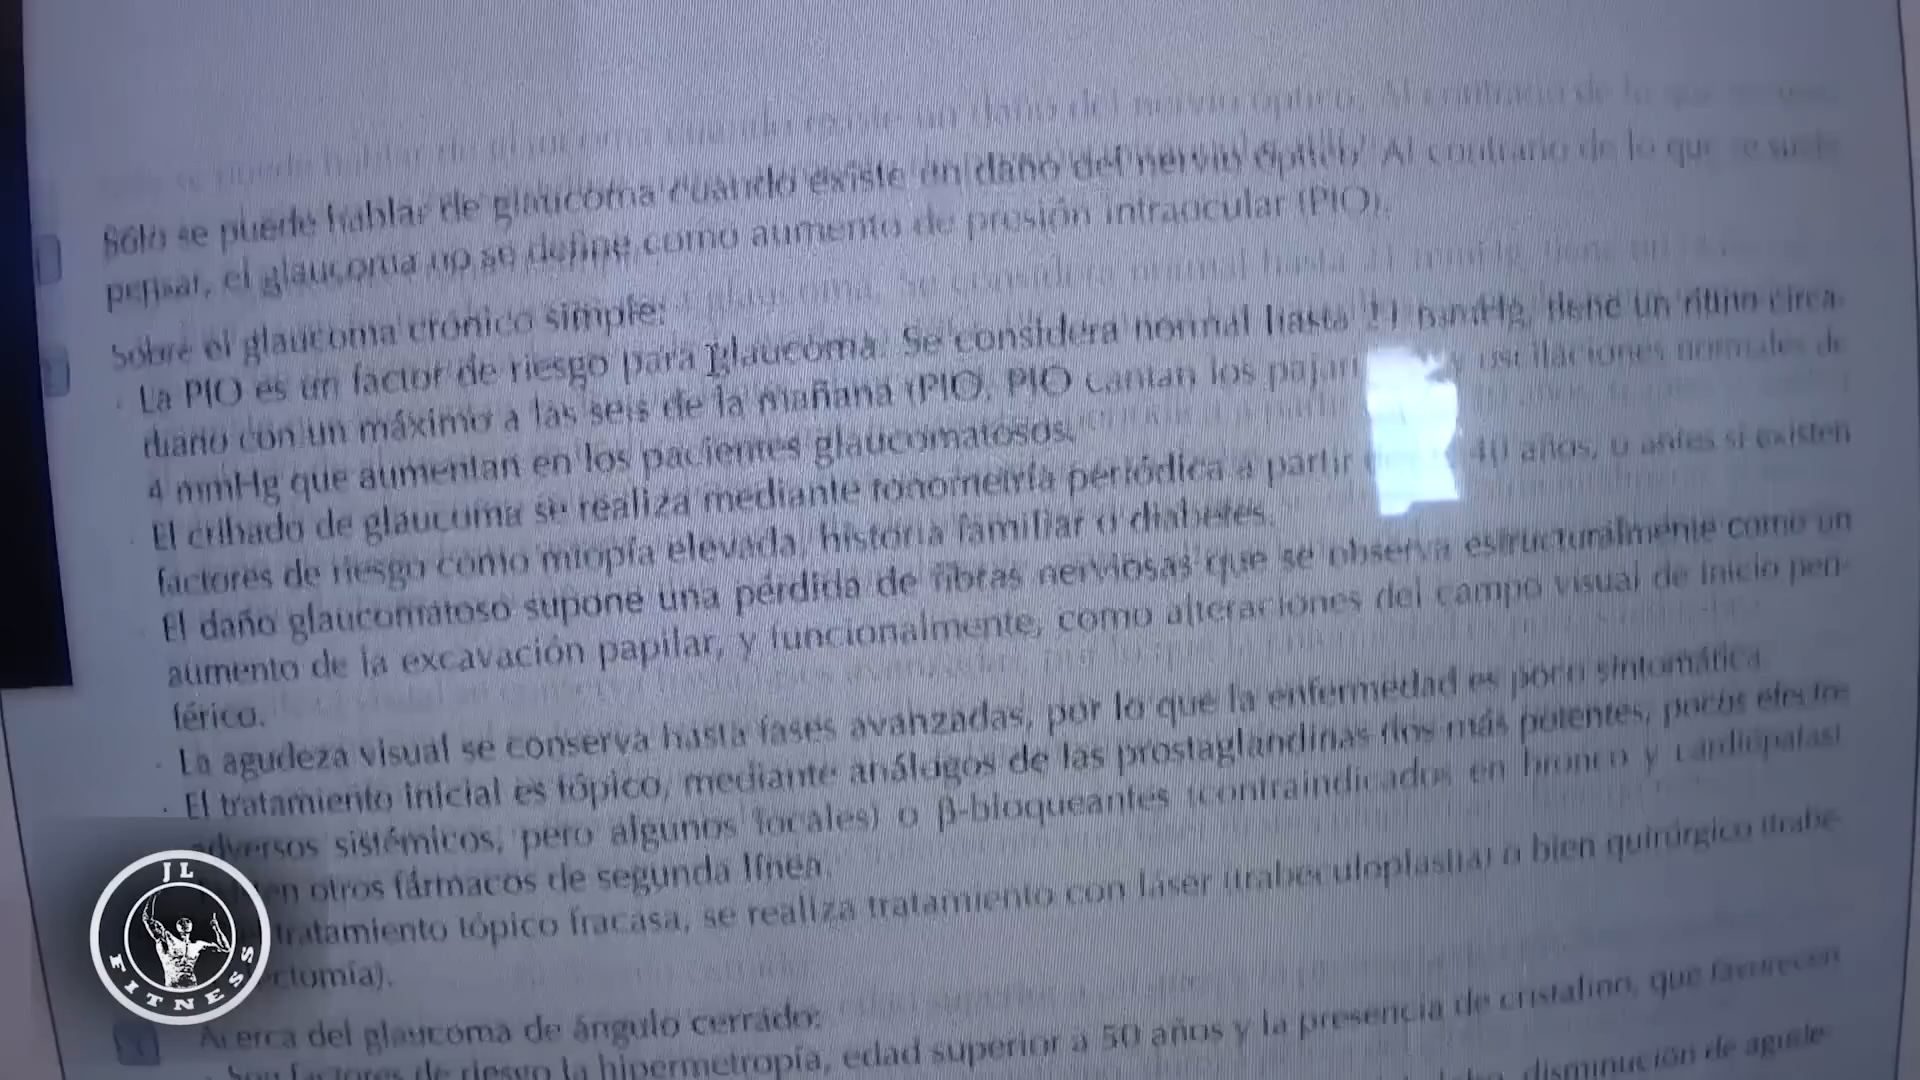 Sólo se puede hablar de glaucoma cuando existe un daño del nervio óptico. Al contrario de lo que se suele
pensar, el glaucoma no se define como aumento de presión intraocular (PIO).
Sobre el glaucoma crónico simple:
La PIO es un factor de riesgo para glaucoma. Se considera normal hasta 21 mmHg, tiene un ritmo circa-
diano con un máximo a las seis de la mañana (PIO, PIO cantan los pajari y oscilaciones normales de
4 mmHg que aumentan en los pacientes glaucomatosos.
El cribado de glaucoma se realiza mediante tonometría periódica a partir 40 años, o antes si existen
factores de riesgo como miopía elevada, historia familiar o diabetes.
El daño glaucomatoso supone una pérdida de fibras nerviosas que se observa estructuralmente como un
aumento de la excavación papilar, y funcionalmente, como alteraciones del campo visual de inicio peri-
férico.
La agudeza visual se conserva hasta fases avanzadas, por lo que la enfermedad es poco sintomática.
El tratamiento inicial es tópico, mediante análogos de las prostaglandinas (los más potentes, pocos efectos
adversos sistémicos, pero algunos locales) o β-bloqueantes (contraindicados en bronco y cardiópatas)
en otros fármacos de segunda línea.
tratamiento tópico fracasa, se realiza tratamiento con láser (trabeculoplastia) o bien quirúrgico (trabe-
ectomía).
Acerca del glaucoma de ángulo cerrado:
Son factores de riesgo la hipermetropía, edad superior a 50 años y la presencia de cristalino, que favorecen
disminución de agude-
JL
FITNESS